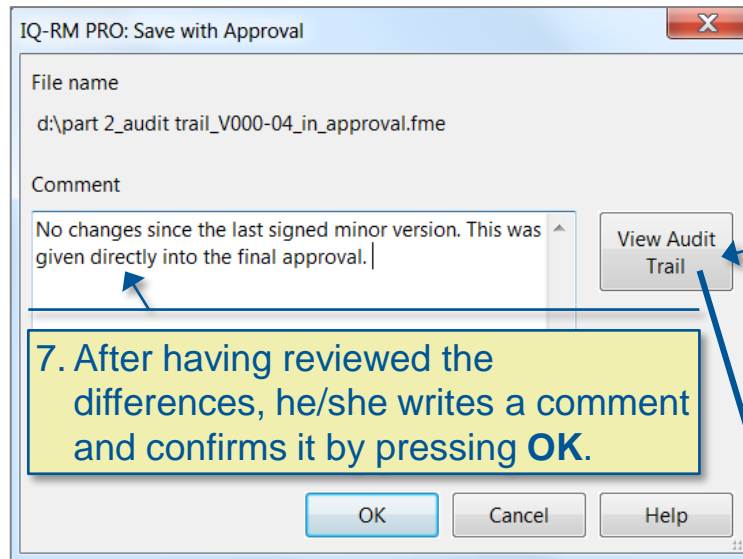 IQ-RM PRO: Save with Approval
X
File name
d:\part 2_audit trail_V000-04_in_approval.fme
Comment
No changes since the last signed minor version. This was
given directly into the final approval.
View Audit
Trail
7. After having reviewed the
differences, he/she writes a comment
and confirms it by pressing OK.
OK
Cancel
Help